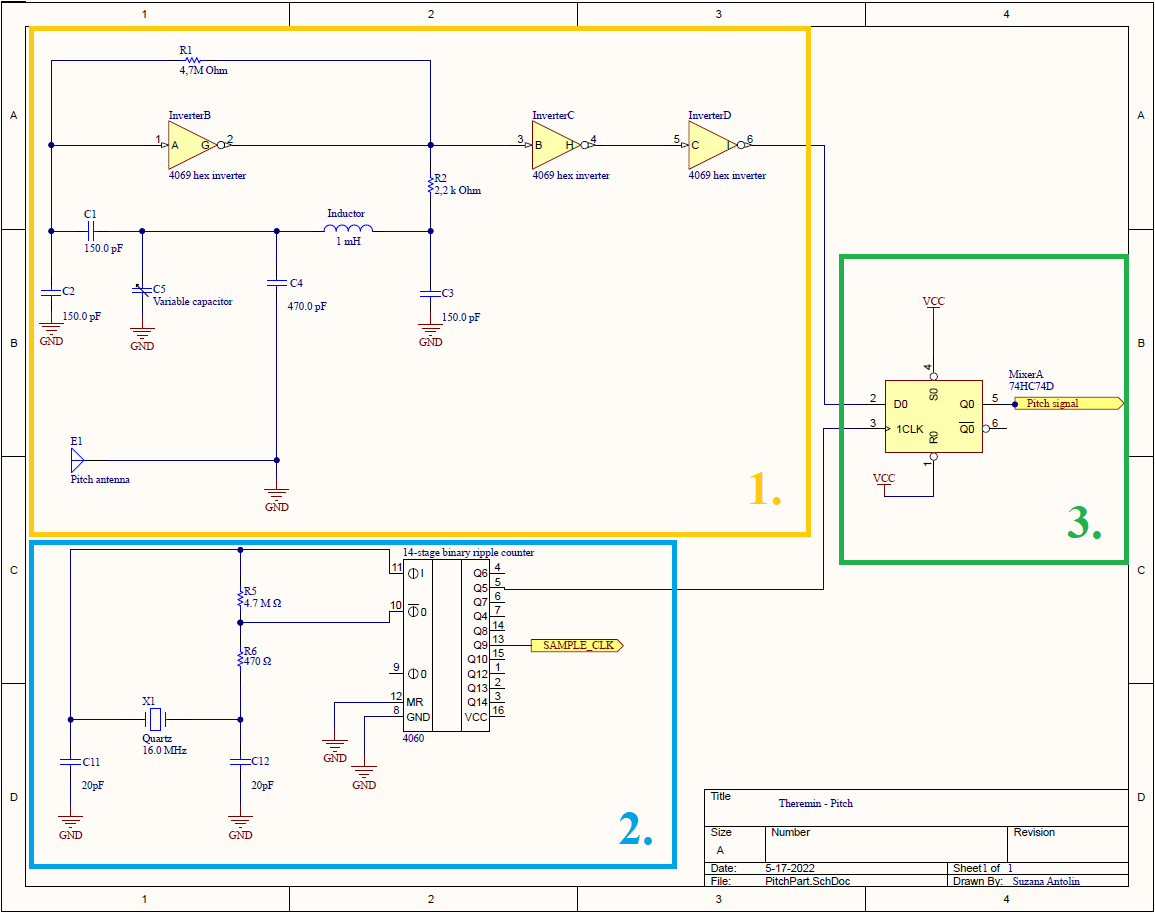 1 2 3 4
A
A
B
B
C
C
D
D
1 2 3 4
R1
4,7M Ohm
InverterB
1 A G 2
4069 hex inverter
InverterC
3 B H 4
4069 hex inverter
InverterD
5 C I 6
4069 hex inverter
R2
2,2 k Ohm
C1
150.0 pF
Inductor
1 mH
C2
150.0 pF
GND
C5
Variable capacitor
GND
C4
470.0 pF
C3
150.0 pF
GND
E1
Pitch antenna
GND
1.
VCC
4
MixerA
74HC74D
2 D0 S0 Q0 5
Pitch signal
3 1CLK R0 Q0 6
1
VCC
3.
14-stage binary ripple counter
11 I
10 0
9 0
12 MR
8 GND
Q6 4
Q5 5
Q7 6
Q4 7
Q8 14
Q9 13
Q10 15
Q12 1
Q13 2
Q14 3
VCC 16
4060
SAMPLE_CLK
R5
4.7 M Ω
R6
470 Ω
X1
Quartz
16.0 MHz
C11
20pF
GND
C12
20pF
GND
GND
GND
2.
Title
Theremin - Pitch
Size Number Revision
A
Date: 5-17-2022 Sheet1 of 1
File: PitchPart.SchDoc Drawn By: Suzana Antolin